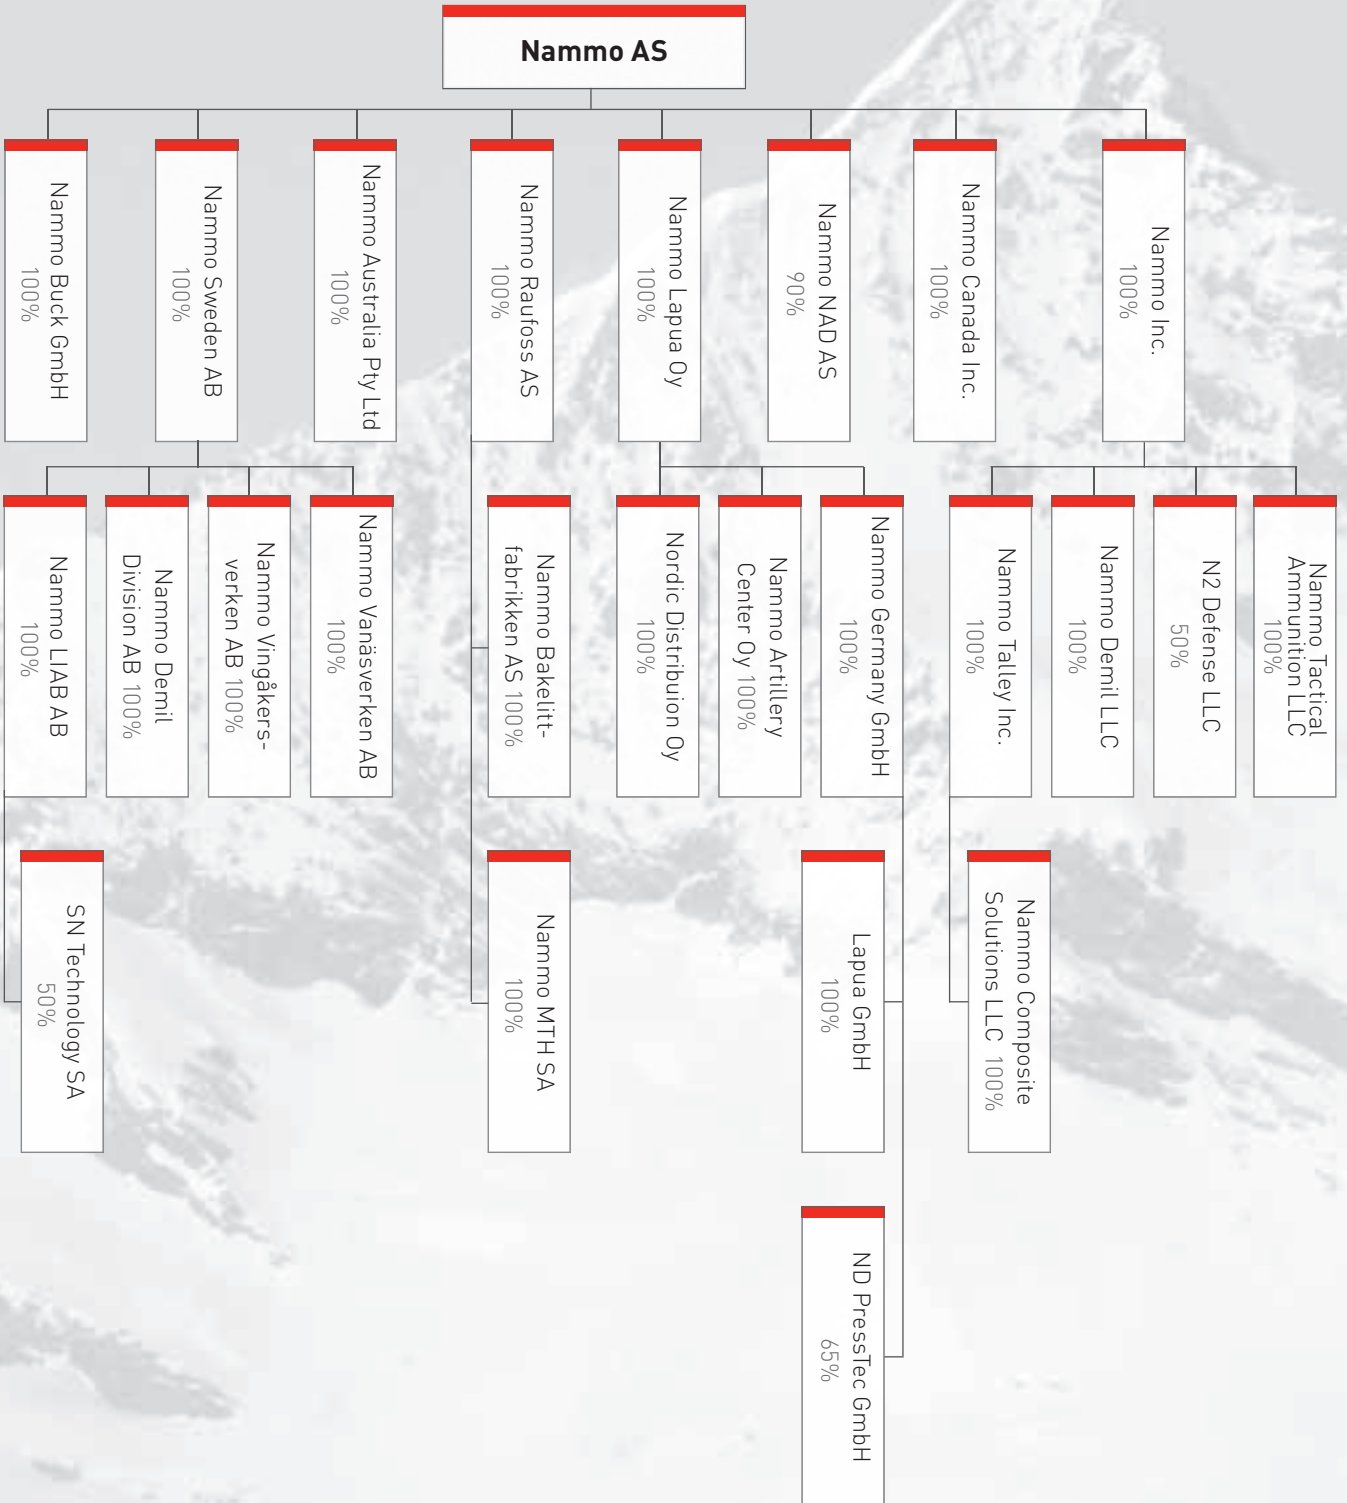 Nammo AS
Nammo Buck GmbH
100%
Nammo Sweden AB
100%
Nammo Australia Pty Ltd
100%
Nammo Raufoss AS
100%
Nammo Lapua Oy
100%
Nammo NAD AS
90%
Nammo Canada Inc.
100%
Nammo Inc.
100%
Nammo LIAB AB
100%
Nammo Demil
Division AB 100%
Nammo Vingåkers-
verken AB 100%
Nammo Vanäsverken AB
100%
Nammo Bakelitt-
fabrikken AS 100%
Nordic Distribuion Oy
100%
Nammo Artillery
Center Oy 100%
Nammo Germany GmbH
100%
Nammo Talley Inc.
100%
Nammo Demil LLC
100%
N2 Defense LLC
50%
Nammo Tactical
Ammunition LLC
100%
SN Technology SA
50%
Nammo MTH SA
100%
Lapua GmbH
100%
Nammo Composite
Solutions LLC 100%
ND PressTec GmbH
65%